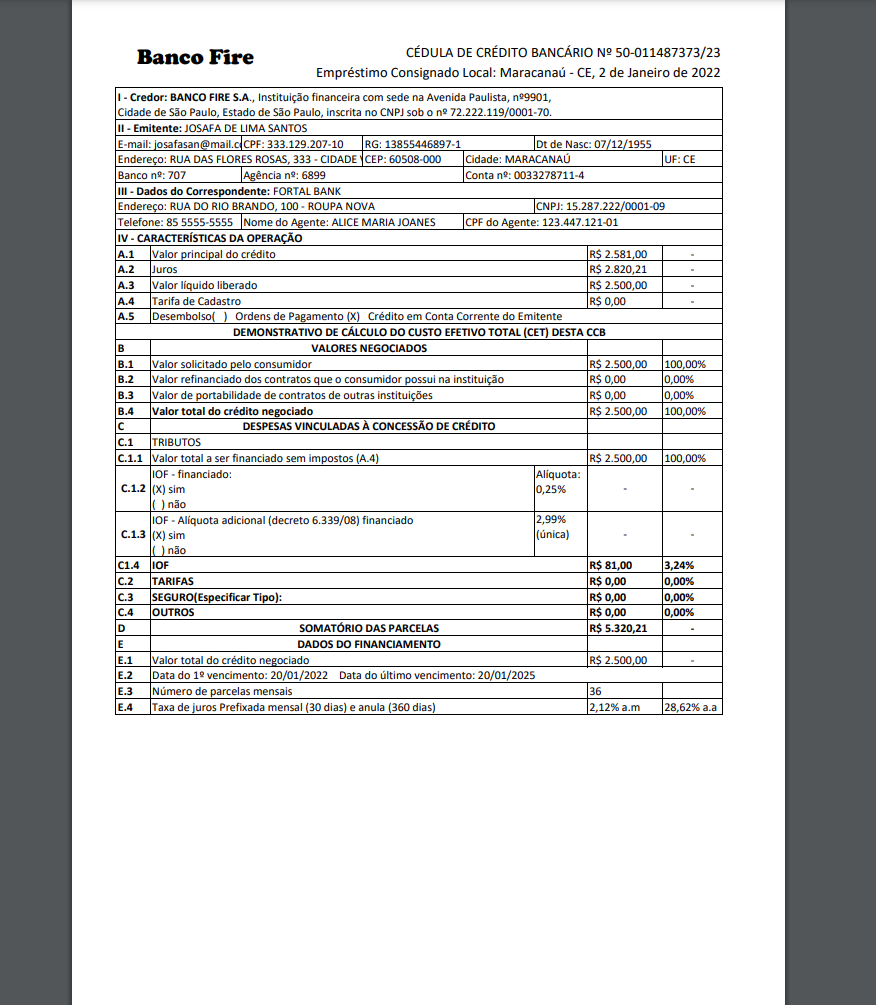 Banco Fire
CÉDULA DE CRÉDITO BANCÁRIO Nº 50-011487373/23
Empréstimo Consignado Local: Maracanaú - CE, 2 de Janeiro de 2022
I - Credor: BANCO FIRE S.A., Instituição financeira com sede na Avenida Paulista, nº9901,
Cidade de São Paulo, Estado de São Paulo, inscrita no CNPJ sob o nº 72.222.119/0001-70.
II - Emitente: JOSAFA DE LIMA SANTOS
E-mail: josafasan@mail.c CPF: 333.129.207-10 RG: 13855446897-1 Dt de Nasc: 07/12/1955
Endereço: RUA DAS FLORES ROSAS, 333 - CIDADE CEP: 60508-000 Cidade: MARACANAÚ UF: CE
Banco nº: 707 Agência nº: 6899 Conta nº: 0033278711-4
III - Dados do Correspondente: FORTAL BANK
Endereço: RUA DO RIO BRANDO, 100 - ROUPA NOVA CNPJ: 15.287.222/0001-09
Telefone: 85 5555-5555 Nome do Agente: ALICE MARIA JOANES CPF do Agente: 123.447.121-01
IV - CARACTERÍSTICAS DA OPERAÇÃO
A.1 Valor principal do crédito R$ 2.581,00 -
A.2 Juros R$ 2.820,21 -
A.3 Valor líquido liberado R$ 2.500,00 -
A.4 Tarifa de Cadastro R$ 0,00 -
A.5 Desembolso( ) Ordens de Pagamento (X) Crédito em Conta Corrente do Emitente
DEMONSTRATIVO DE CÁLCULO DO CUSTO EFETIVO TOTAL (CET) DESTA CCB
B VALORES NEGOCIADOS
B.1 Valor solicitado pelo consumidor R$ 2.500,00 100,00%
B.2 Valor refinanciado dos contratos que o consumidor possui na instituição R$ 0,00 0,00%
B.3 Valor de portabilidade de contratos de outras instituições R$ 0,00 0,00%
B.4 Valor total do crédito negociado R$ 2.500,00 100,00%
C DESPESAS VINCULADAS À CONCESSÃO DE CRÉDITO
C.1 TRIBUTOS
C.1.1 Valor total a ser financiado sem impostos (A.4) R$ 2.500,00 100,00%
IOF - financiado: Alíquota:
C.1.2 (X) sim 0,25% - -
( ) não
IOF - Alíquota adicional (decreto 6.339/08) financiado 2,99%
C.1.3 (X) sim (única) - -
( ) não
C1.4 IOF R$ 81,00 3,24%
C.2 TARIFAS R$ 0,00 0,00%
C.3 SEGURO(Especificar Tipo): R$ 0,00 0,00%
C.4 OUTROS R$ 0,00 0,00%
D SOMATÓRIO DAS PARCELAS R$ 5.320,21 -
E DADOS DO FINANCIAMENTO
E.1 Valor total do crédito negociado R$ 2.500,00 -
E.2 Data do 1º vencimento: 20/01/2022 Data do último vencimento: 20/01/2025
E.3 Número de parcelas mensais 36
E.4 Taxa de juros Prefixada mensal (30 dias) e anula (360 dias) 2,12% a.m 28,62% a.a